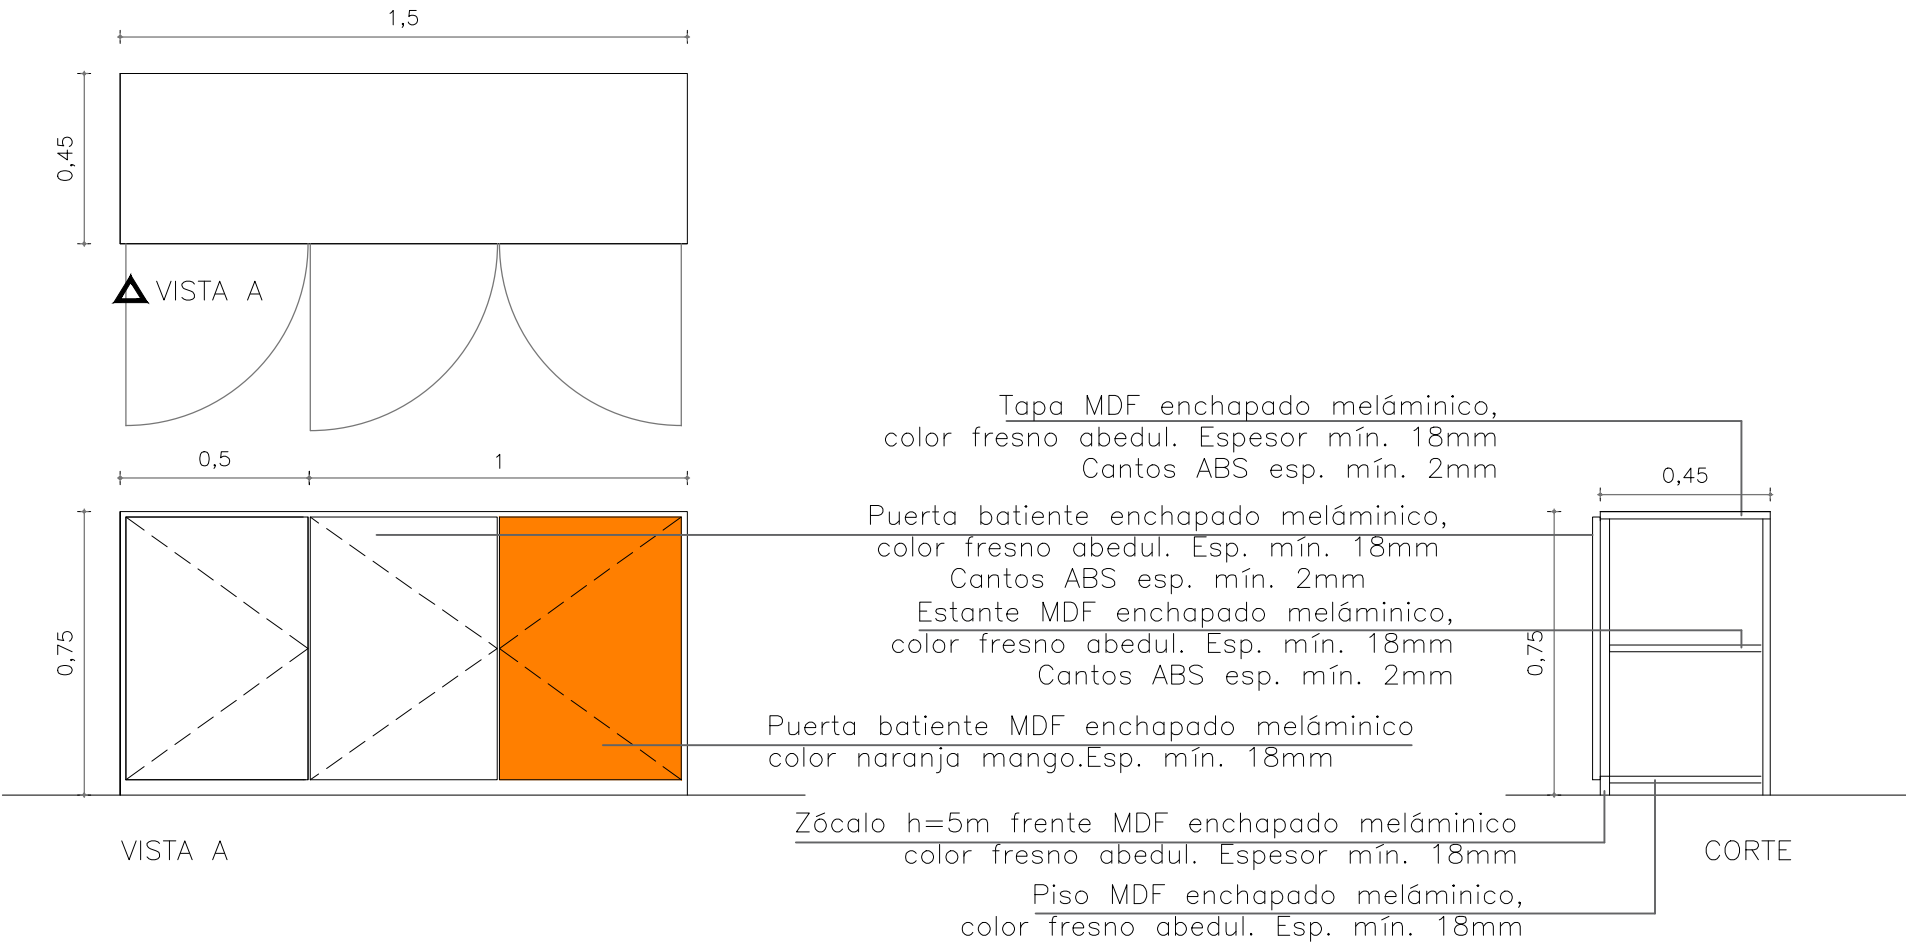 1,5
0,45
VISTA A
0,5
1
0,75
VISTA A
Tapa MDF enchapado meláminico,
color fresno abedul. Espesor mín. 18mm
Cantos ABS esp. mín. 2mm
Puerta batiente enchapado meláminico,
color fresno abedul. Esp. mín. 18mm
Cantos ABS esp. mín. 2mm
Estante MDF enchapado meláminico,
color fresno abedul. Esp. mín. 18mm
Cantos ABS esp. mín. 2mm
Puerta batiente MDF enchapado meláminico
color naranja mango.Esp. mín. 18mm
Zócalo h=5m frente MDF enchapado meláminico
color fresno abedul. Espesor mín. 18mm
Piso MDF enchapado meláminico,
color fresno abedul. Esp. mín. 18mm
0,45
0,75
CORTE